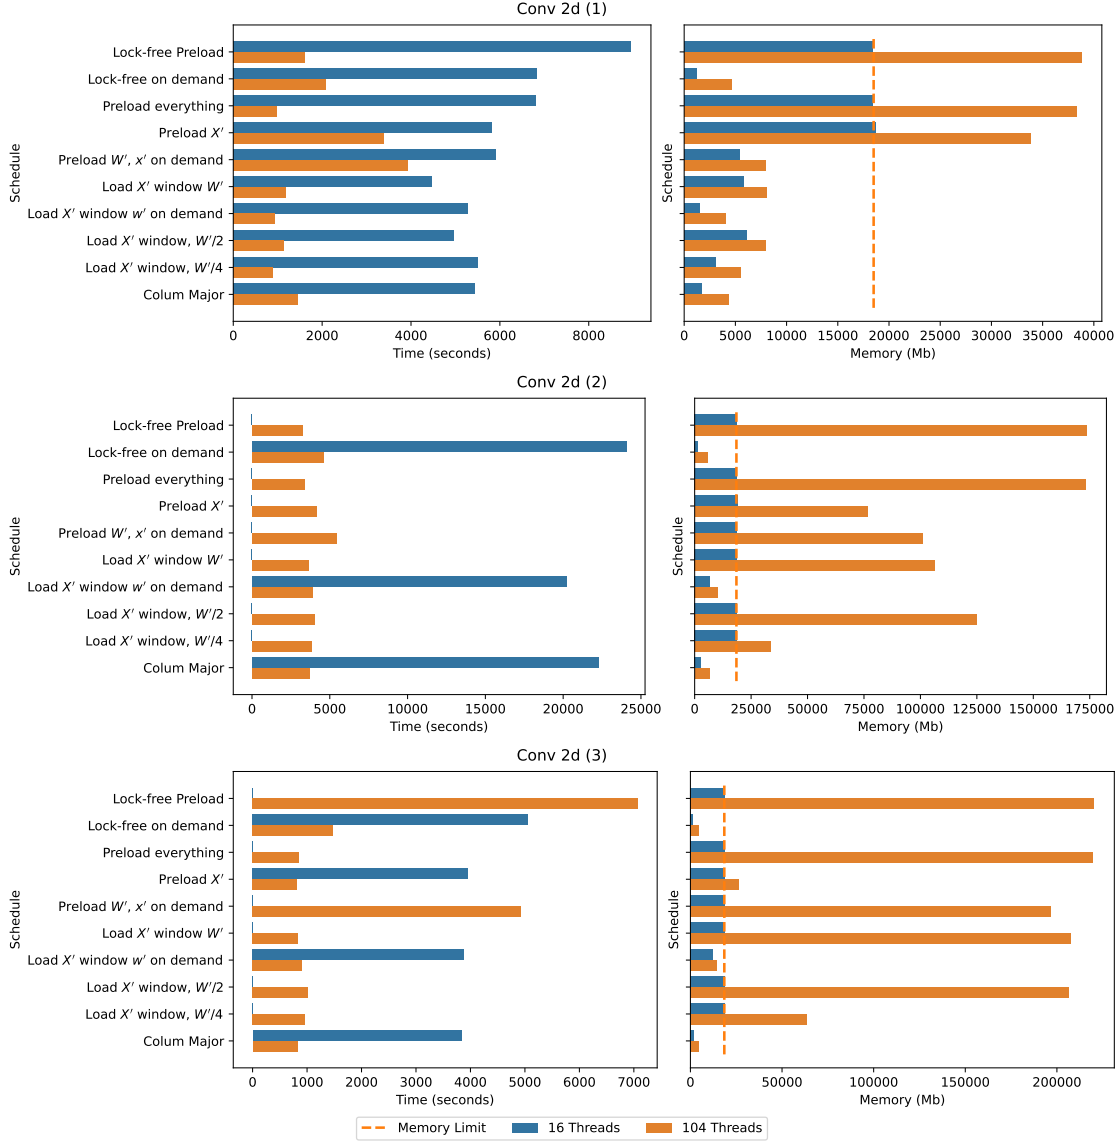 Conv 2d (1)
Schedule
Lock-free Preload
Lock-free on demand
Preload everything
Preload X′
Preload W′, x′ on demand
Load X′ window W′
Load X′ window w′ on demand
Load X′ window, W′/2
Load X′ window, W′/4
Colum Major
0 2000 4000 6000 8000
Time (seconds)
0 5000 10000 15000 20000 25000 30000 35000 40000
Memory (Mb)
Conv 2d (2)
Schedule
Lock-free Preload
Lock-free on demand
Preload everything
Preload X′
Preload W′, x′ on demand
Load X′ window W′
Load X′ window w′ on demand
Load X′ window, W′/2
Load X′ window, W′/4
Colum Major
0 5000 10000 15000 20000 25000
Time (seconds)
Schedule
0 25000 50000 75000 100000 125000 150000 175000
Memory (Mb)
Conv 2d (3)
Schedule
Lock-free Preload
Lock-free on demand
Preload everything
Preload X′
Preload W′, x′ on demand
Load X′ window W′
Load X′ window w′ on demand
Load X′ window, W′/2
Load X′ window, W′/4
Colum Major
0 1000 2000 3000 4000 5000 6000 7000
Time (seconds)
Schedule
0 50000 100000 150000 200000
Memory (Mb)
Memory Limit 16 Threads 104 Threads